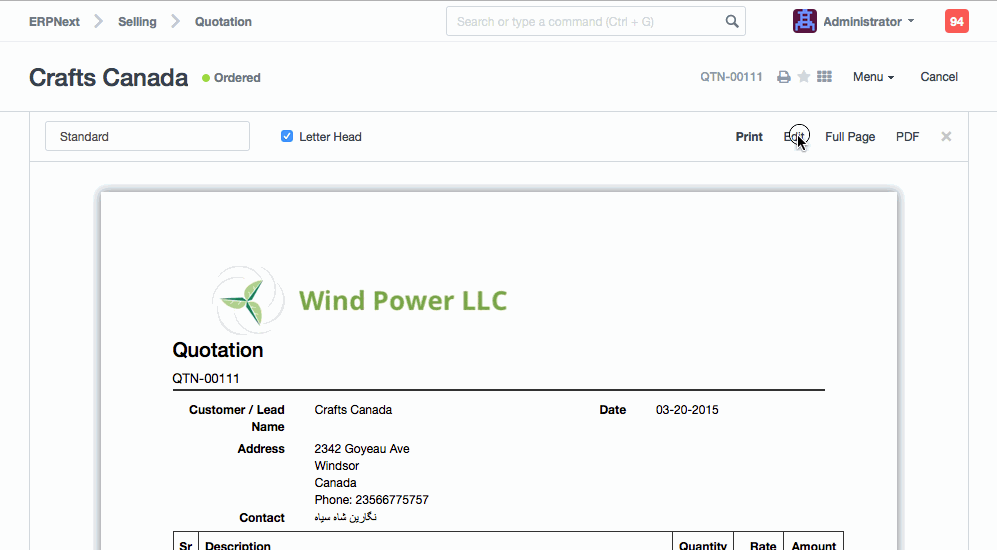 ERPNext Selling Quotation Search or type a command (Ctrl + G) Administrator 94
Crafts Canada Ordered QTN-00111 Menu Cancel
Standard Letter Head Print Edit Full Page PDF
Wind Power LLC
Quotation
QTN-00111
Customer / Lead Name Crafts Canada Date 03-20-2015
Address 2342 Goyeau Ave
Windsor
Canada
Phone: 23566775757
Contact نگارین شاه سیاه
Sr Description Quantity Rate Amount